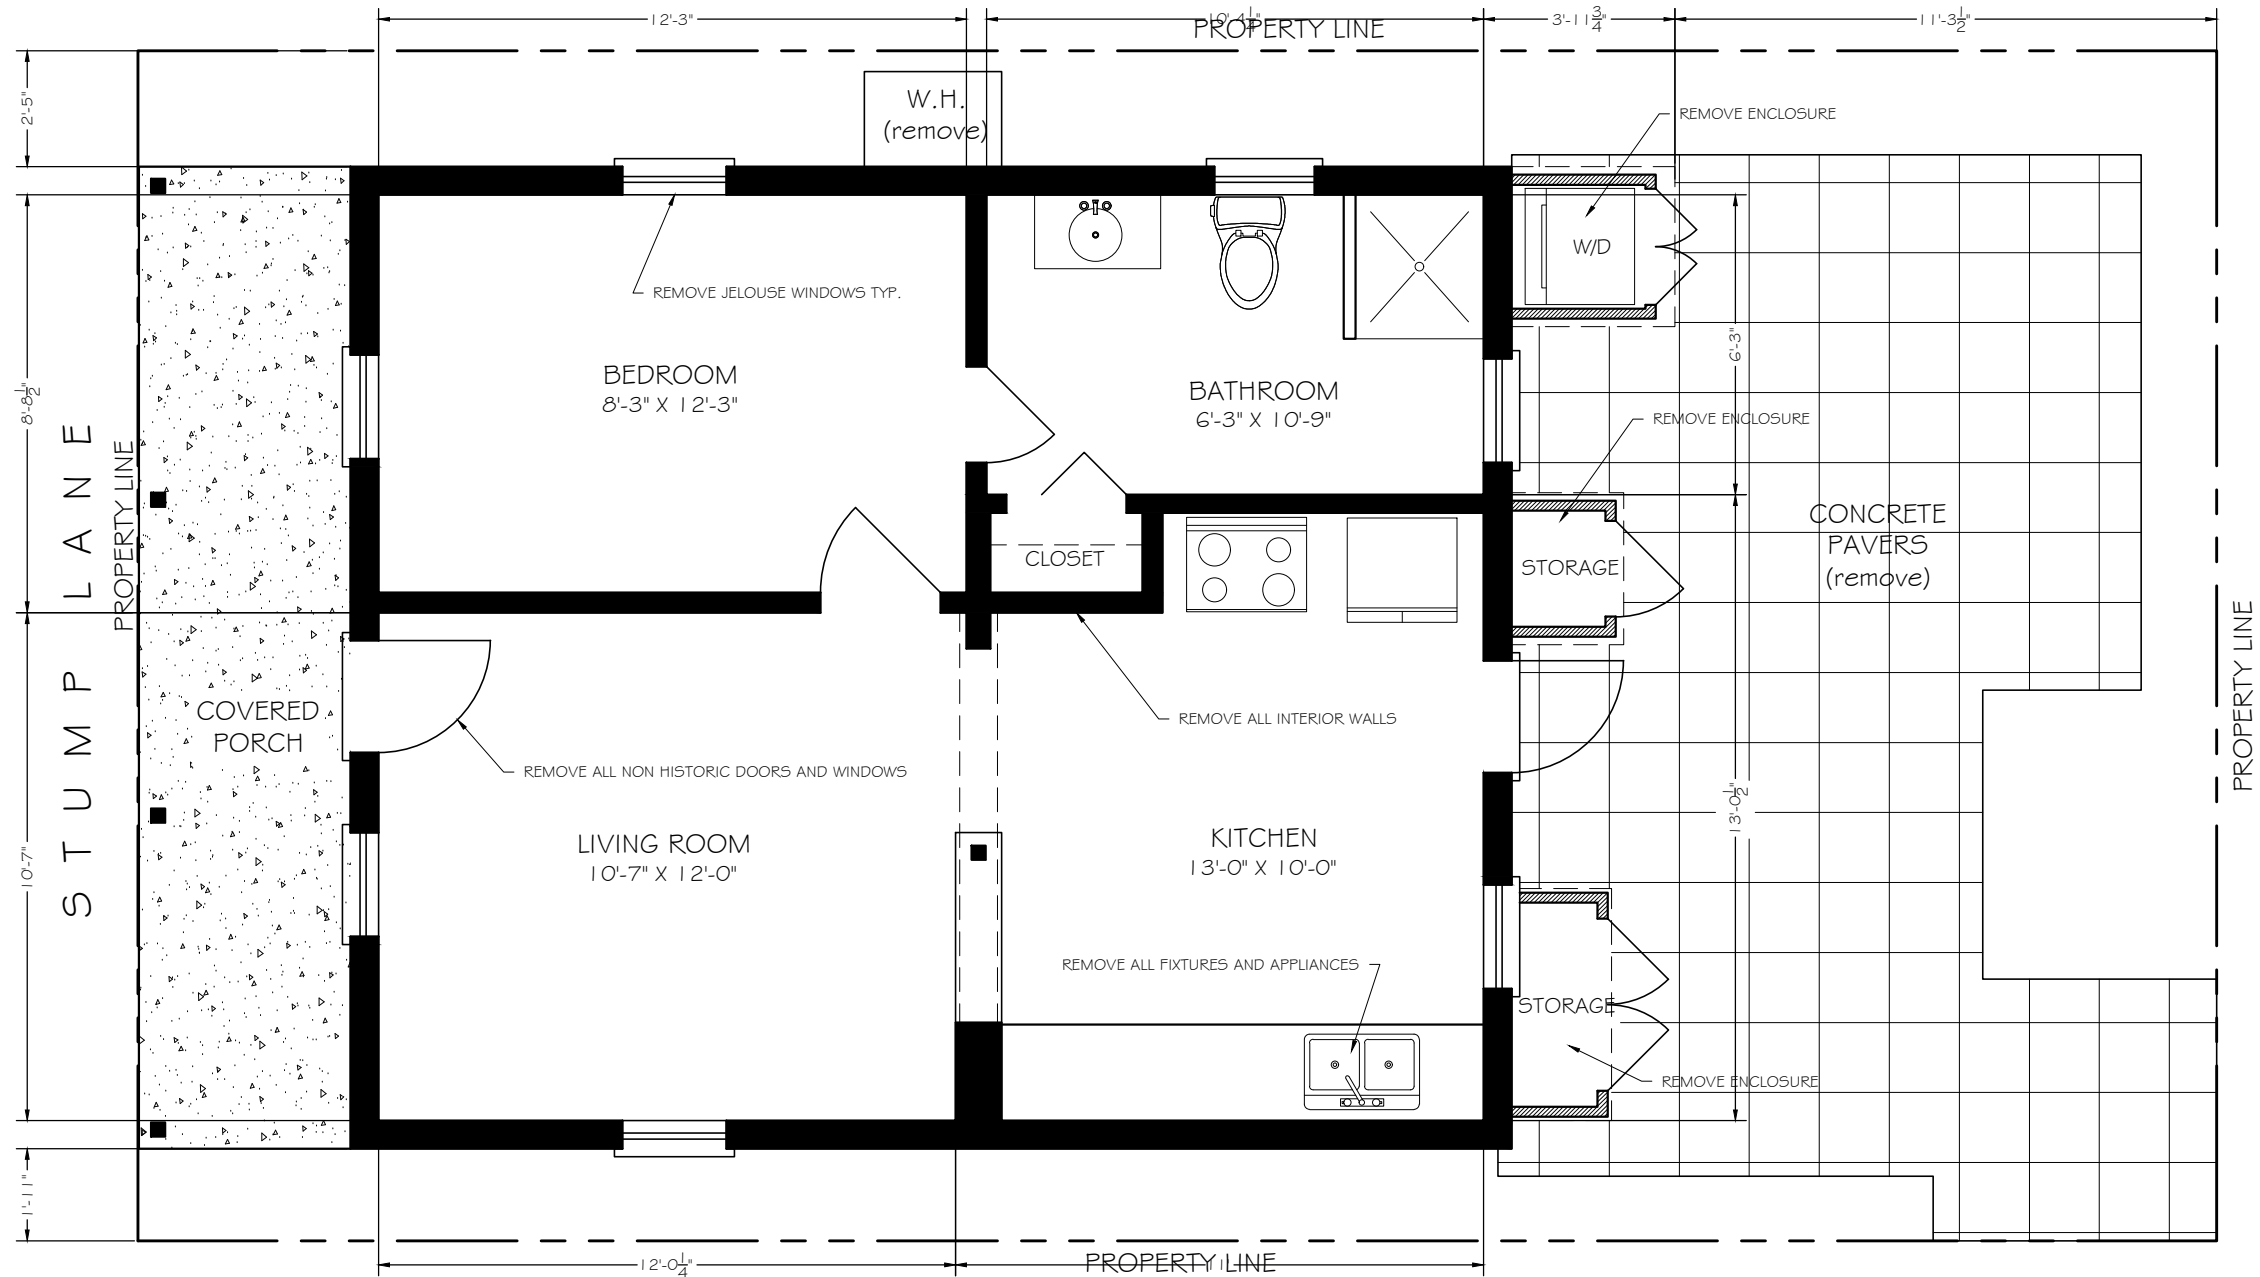 12'-3"
10'-4 1/4"
3'-11 3/4"
11'-3 1/2"
PROPERTY LINE
2'-5"
W.H.
(remove)
REMOVE ENCLOSURE
W/D
REMOVE JELOUSE WINDOWS TYP.
6'-3"
8'-8 1/2"
BEDROOM
8'-3" X 12'-3"
BATHROOM
6'-3" X 10'-9"
REMOVE ENCLOSURE
STUMP LANE
PROPERTY LINE
CONCRETE
PAVERS
(remove)
CLOSET
STORAGE
PROPERTY LINE
COVERED
PORCH
REMOVE ALL INTERIOR WALLS
REMOVE ALL NON HISTORIC DOORS AND WINDOWS
13'-0 1/2"
LIVING ROOM
10'-7" X 12'-0"
KITCHEN
13'-0" X 10'-0"
10'-7"
REMOVE ALL FIXTURES AND APPLIANCES
STORAGE
REMOVE ENCLOSURE
1'-11"
12'-0 1/4"
PROPERTY LINE